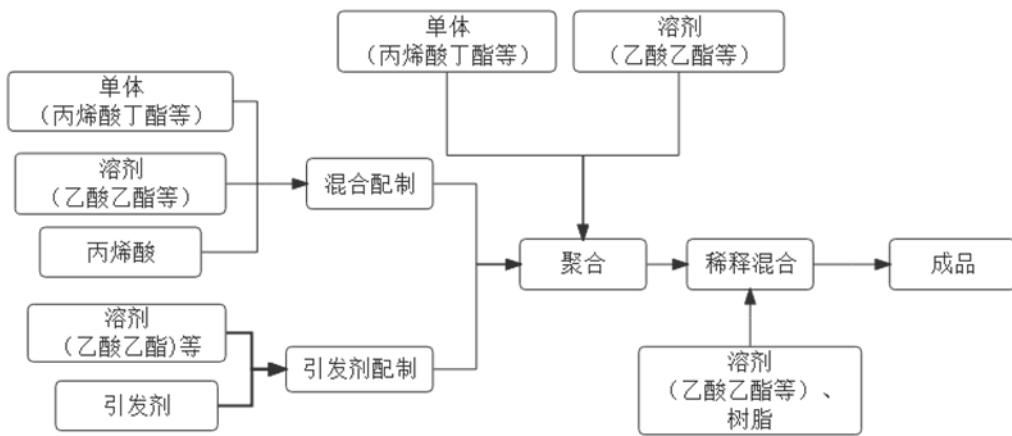 单体
（丙烯酸丁酯等）
溶剂
（乙酸乙酯等）
单体
（丙烯酸丁酯等）
溶剂
（乙酸乙酯等）
丙烯酸
混合配制
聚合
稀释混合
成品
溶剂
（乙酸乙酯)等
引发剂
引发剂配制
溶剂
（乙酸乙酯等）、
树脂